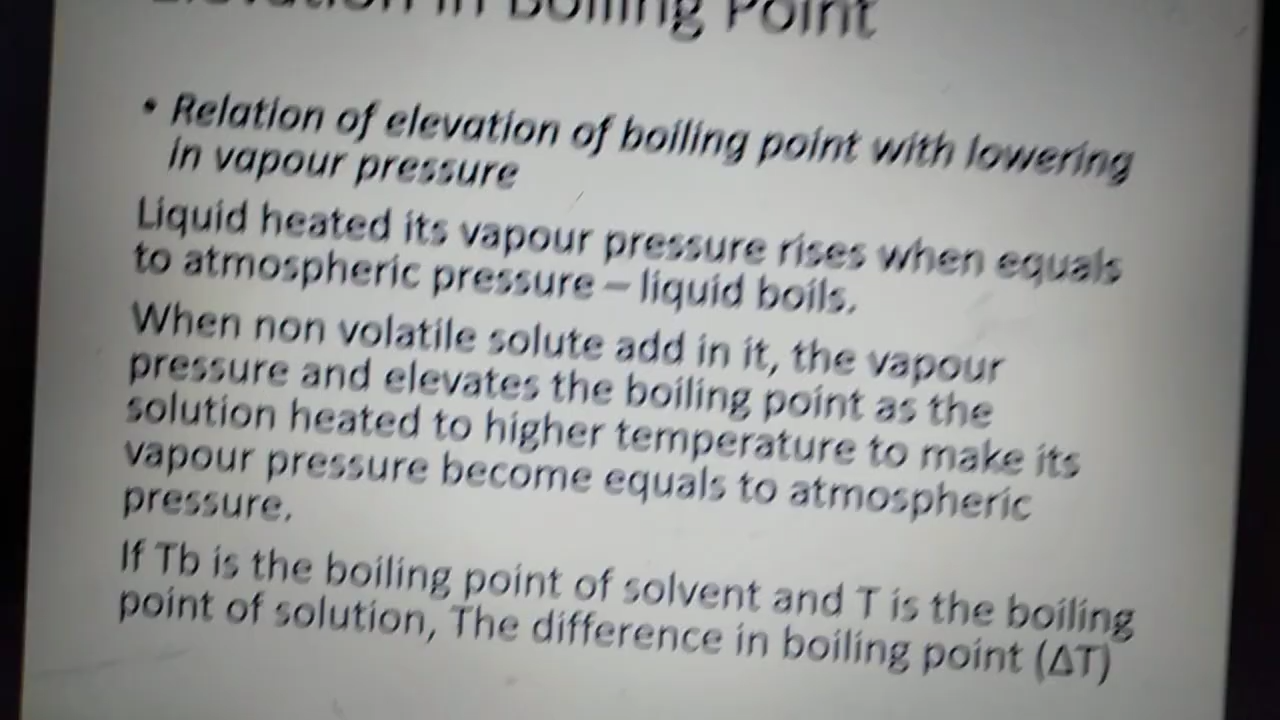 Elevation in Boiling Point
• Relation of elevation of boiling point with lowering
in vapour pressure
Liquid heated its vapour pressure rises when equals
to atmospheric pressure – liquid boils.
When non volatile solute add in it, the vapour
pressure and elevates the boiling point as the
solution heated to higher temperature to make its
vapour pressure become equals to atmospheric
pressure.
If Tb is the boiling point of solvent and T is the boiling
point of solution, The difference in boiling point (ΔT)